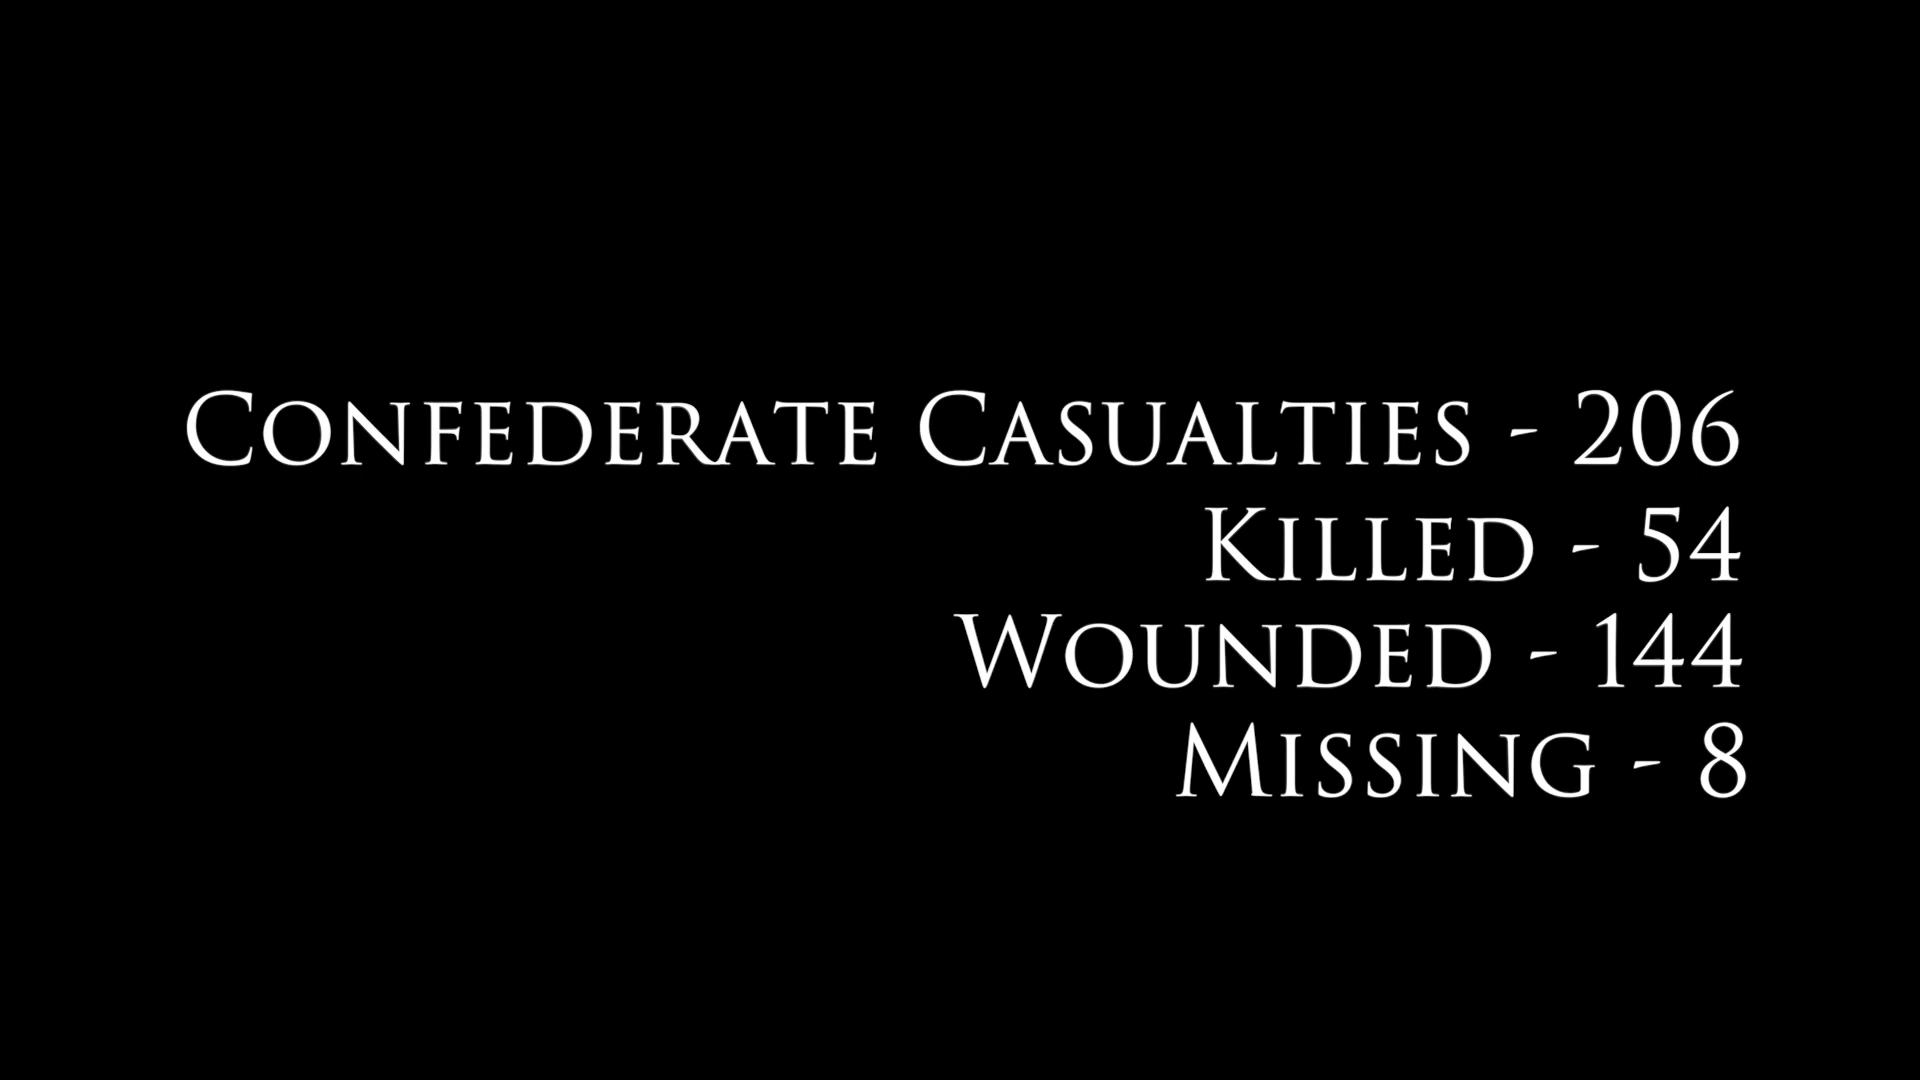 Confederate Casualties - 206
Killed - 54
Wounded - 144
Missing - 8